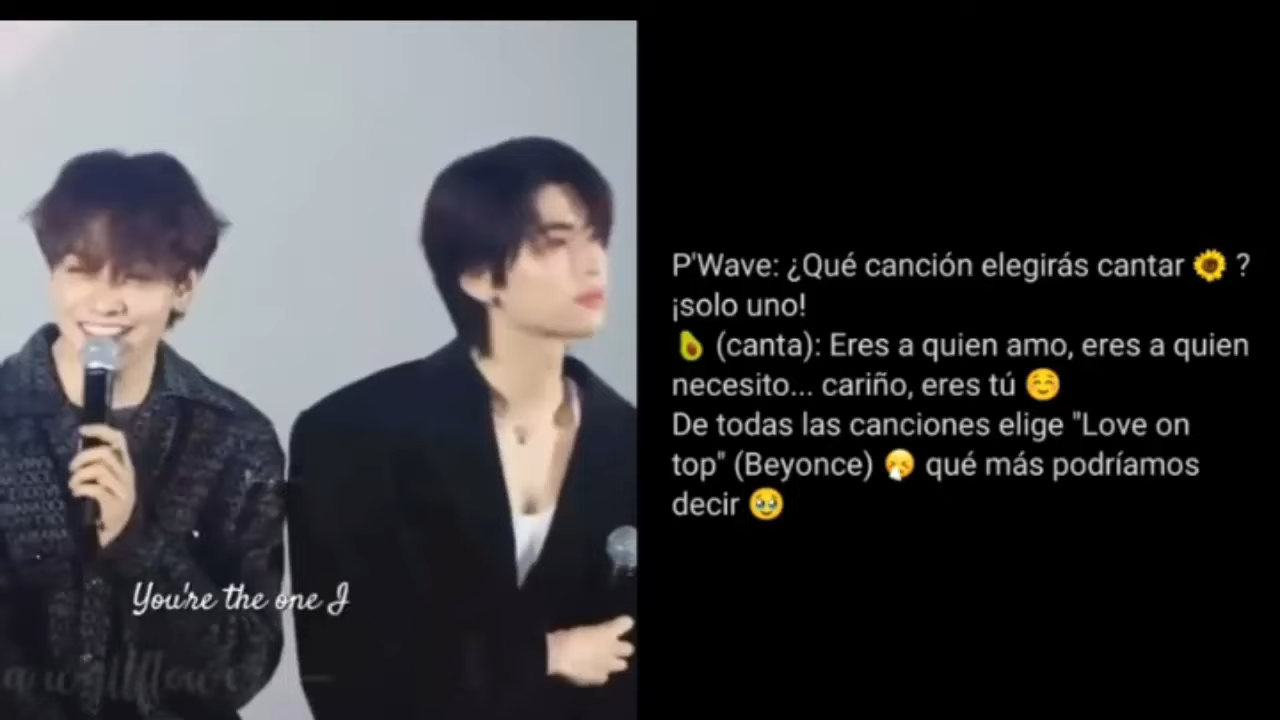 P'Wave: ¿Qué canción elegirás cantar 🌻 ?
¡solo uno!
🥑 (canta): Eres a quien amo, eres a quien
necesito... cariño, eres tú ☺️
De todas las canciones elige "Love on
top" (Beyonce) 🤧 qué más podríamos
decir 🥹
You're the one I